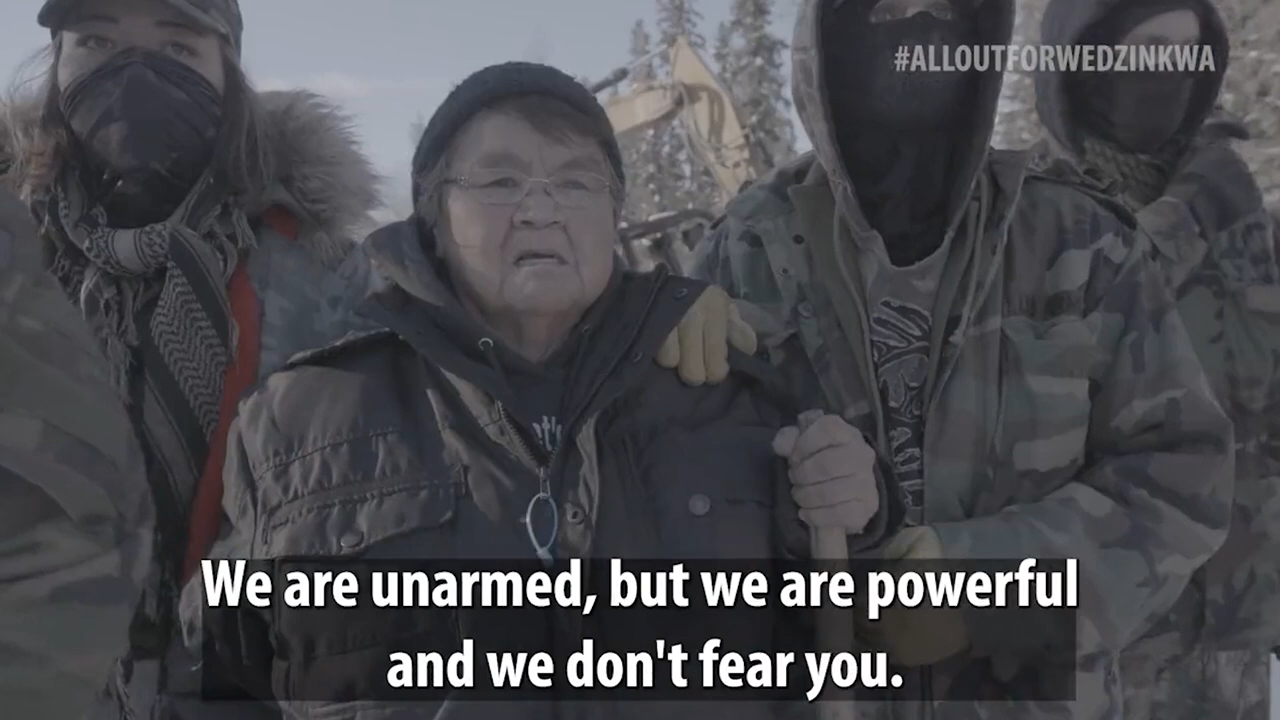 #ALLOUTFORWEDZINKWA
We are unarmed, but we are powerful
and we don't fear you.